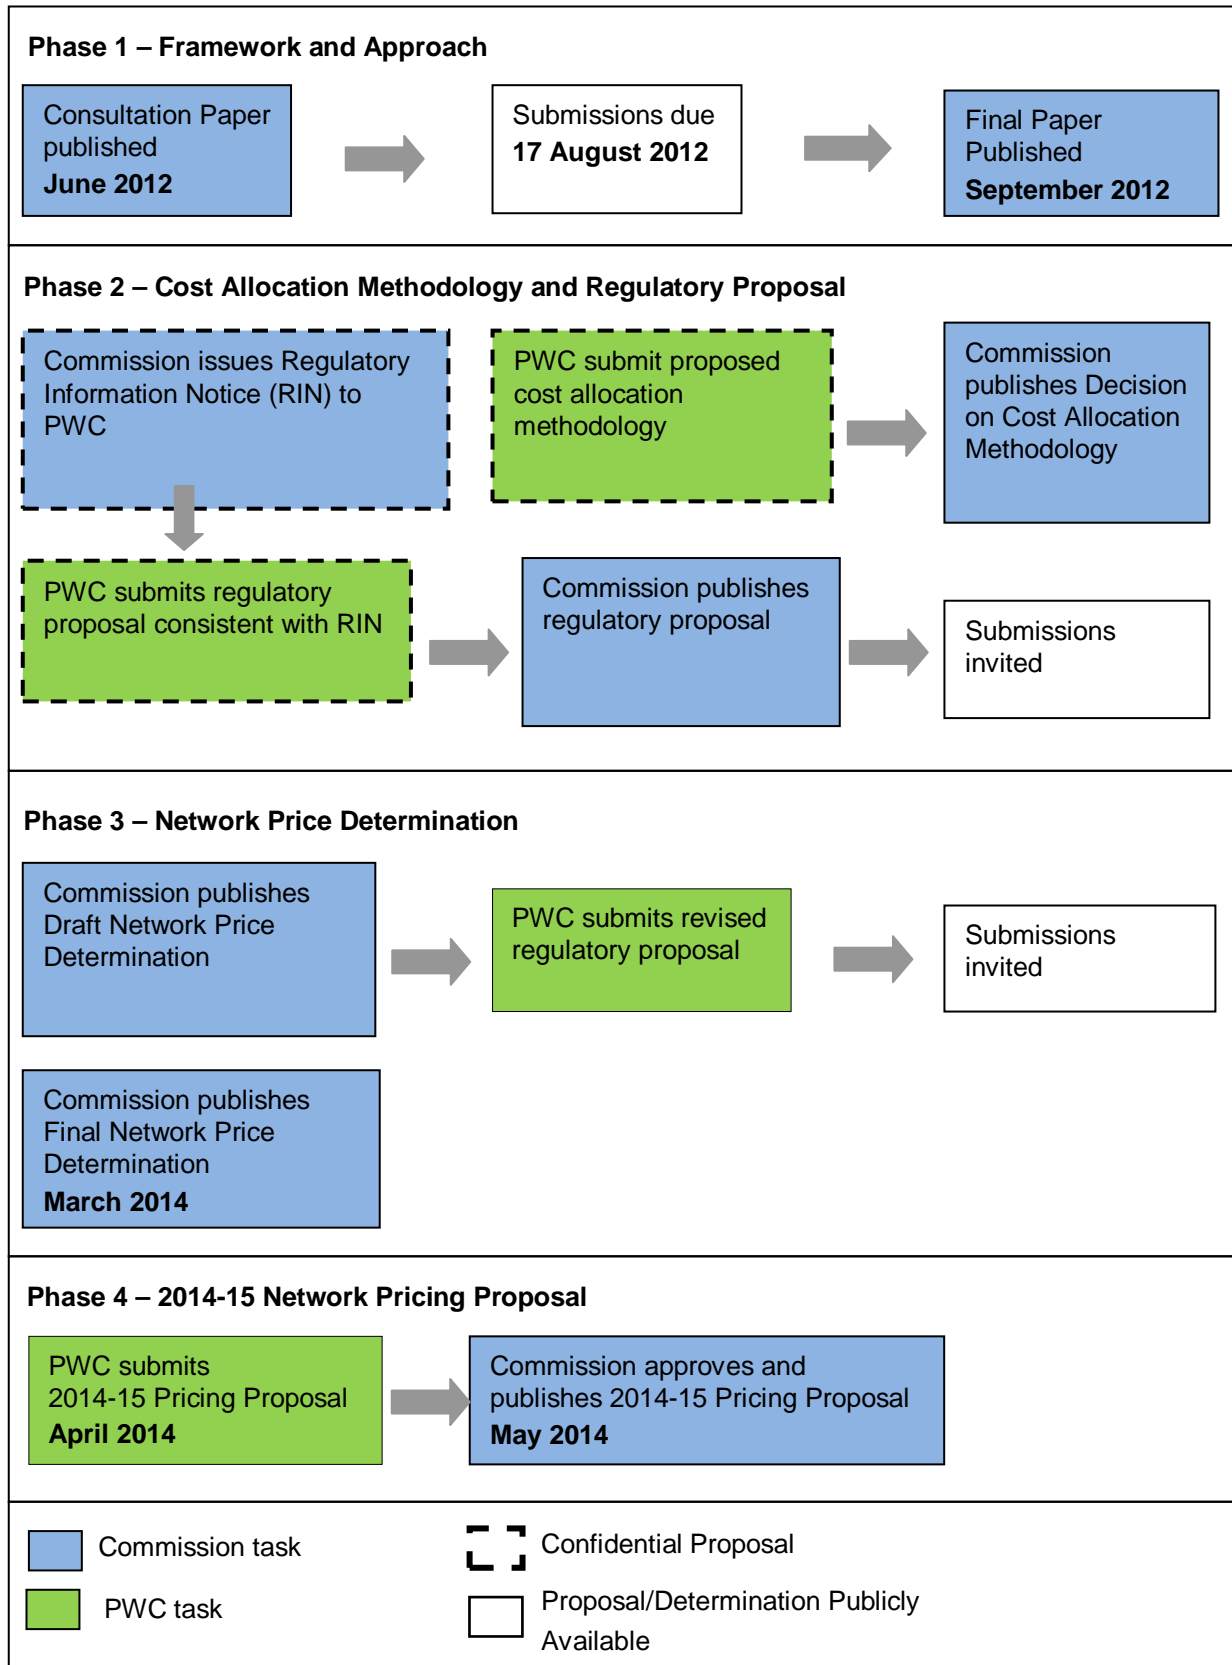 Phase 1 – Framework and Approach
Consultation Paper
published
June 2012
Submissions due
17 August 2012
Final Paper
Published
September 2012
Phase 2 – Cost Allocation Methodology and Regulatory Proposal
Commission issues Regulatory
Information Notice (RIN) to
PWC
PWC submit proposed
cost allocation
methodology
Commission
publishes Decision
on Cost Allocation
Methodology
PWC submits regulatory
proposal consistent with RIN
Commission publishes
regulatory proposal
Submissions
invited
Phase 3 – Network Price Determination
Commission publishes
Draft Network Price
Determination
PWC submits revised
regulatory proposal
Submissions
invited
Commission publishes
Final Network Price
Determination
March 2014
Phase 4 – 2014-15 Network Pricing Proposal
PWC submits
2014-15 Pricing Proposal
April 2014
Commission approves and
publishes 2014-15 Pricing Proposal
May 2014
Commission task
Confidential Proposal
PWC task
Proposal/Determination Publicly
Available